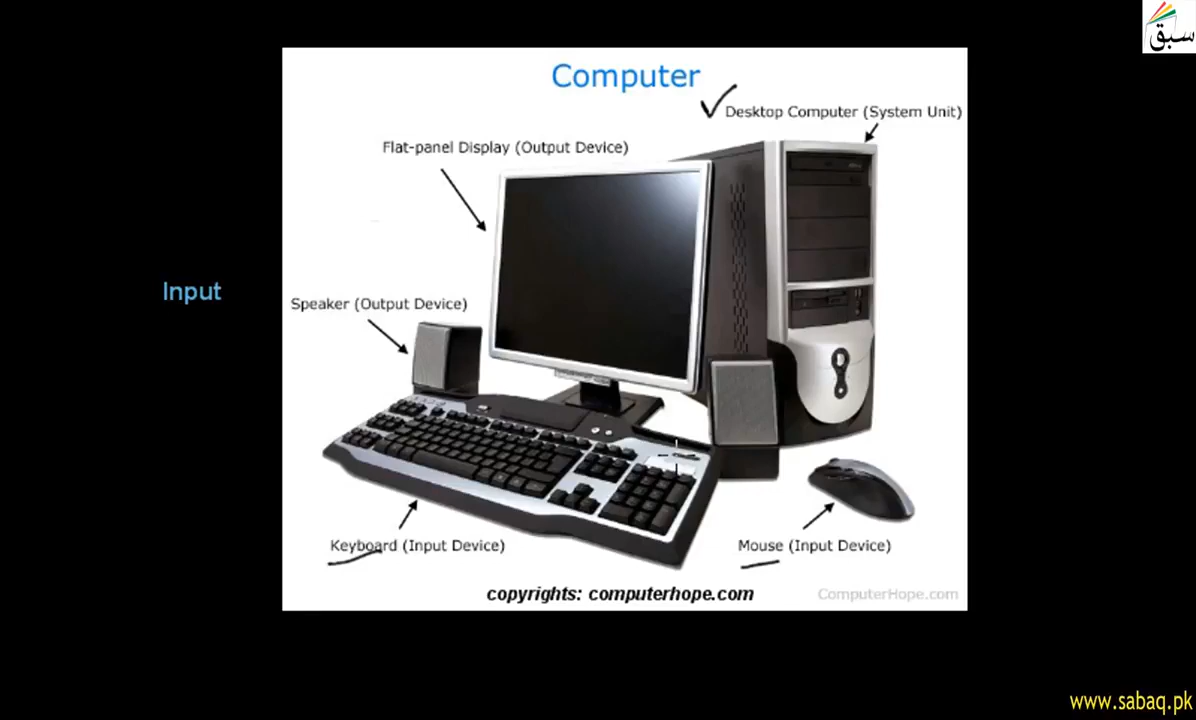 سبق
Computer
Desktop Computer (System Unit)
Flat-panel Display (Output Device)
Input
Speaker (Output Device)
Keyboard (Input Device)
Mouse (Input Device)
copyrights: computerhope.com
ComputerHope.com
www.sabaq.pk